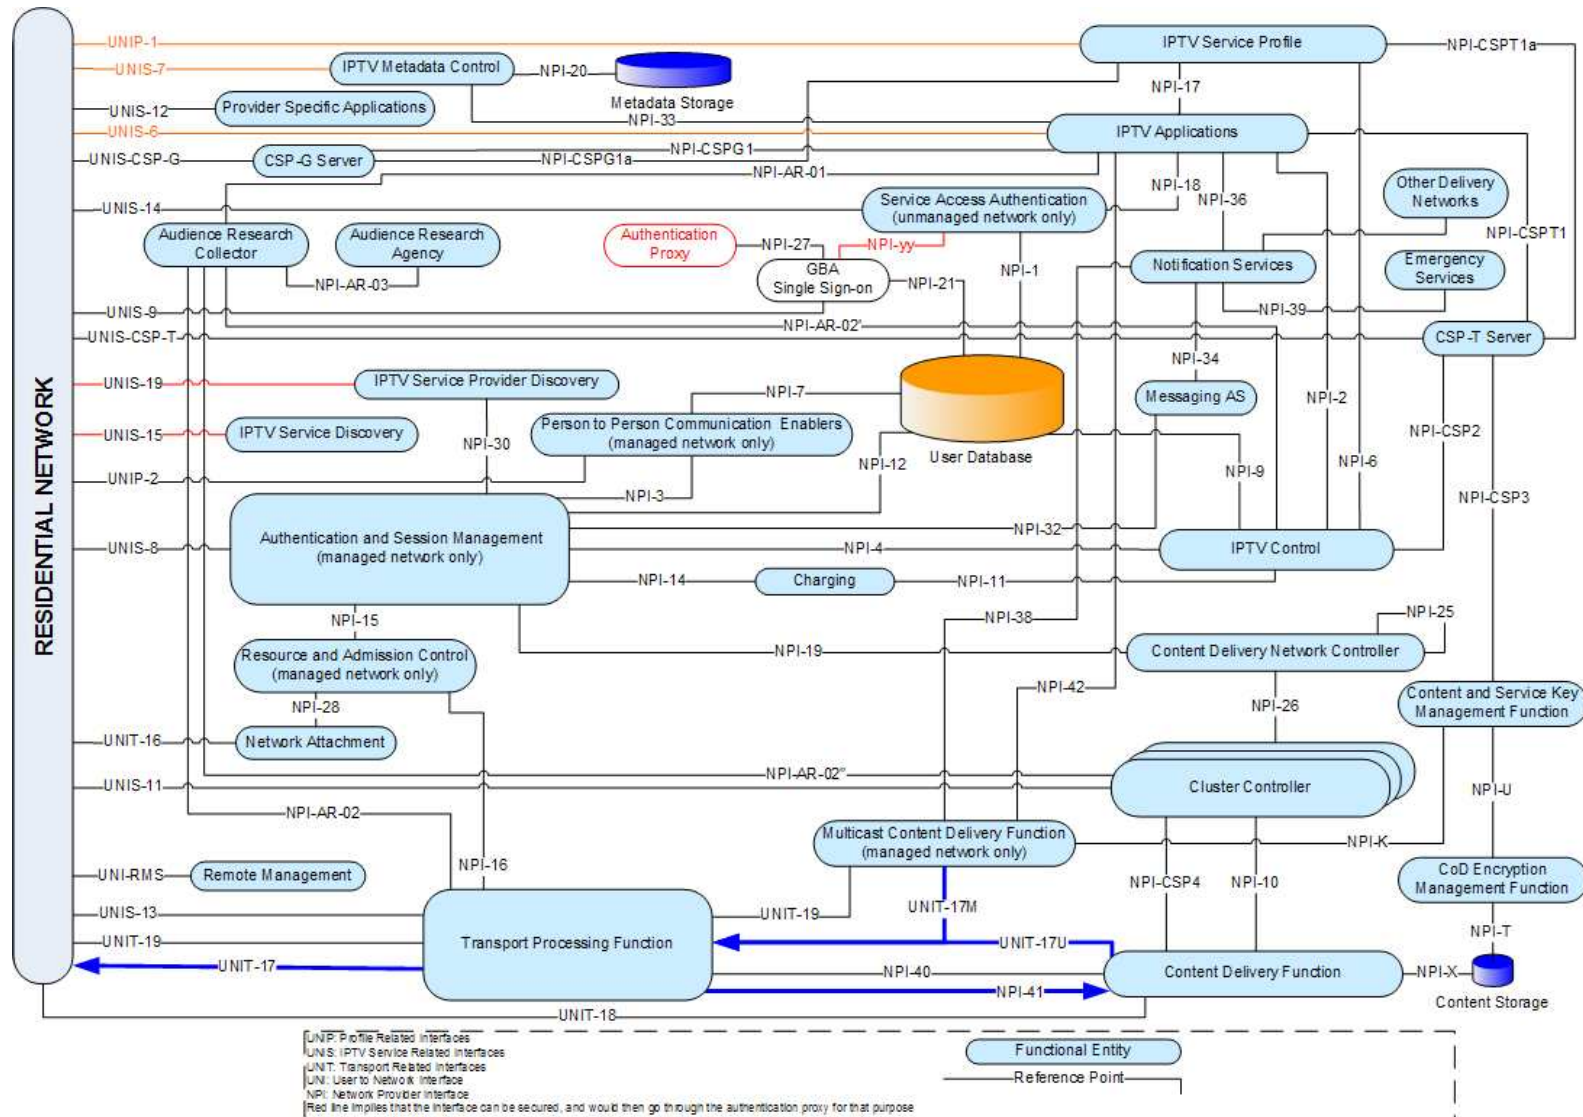 RESIDENTIAL NETWORK
UNIP-1
IPTV Service Profile
NPI-CSPT1a
UNIS-7
IPTV Metadata Control
NPI-20
Metadata Storage
NPI-17
UNIS-12
Provider Specific Applications
NPI-33
UNIS-6
IPTV Applications
UNIS-CSP-G
CSP-G Server
NPI-CSPG1
NPI-CSPG1a
NPI-AR-01
NPI-18
NPI-36
Other Delivery
Networks
UNIS-14
Service Access Authentication
(unmanaged network only)
Audience Research
Collector
Audience Research
Agency
Authentication
Proxy
NPI-27
NPI-yy
NPI-CSPT1
GBA
Single Sign-on
NPI-21
NPI-1
Notification Services
Emergency
Services
NPI-AR-03
UNIS-9
NPI-39
NPI-AR-02'
UNIS-CSP-T
CSP-T Server
NPI-34
UNIS-19
IPTV Service Provider Discovery
NPI-7
Messaging AS
NPI-2
UNIS-15
IPTV Service Discovery
NPI-30
Person to Person Communication Enablers
(managed network only)
User Database
NPI-CSP2
NPI-12
NPI-9
NPI-6
UNIP-2
NPI-3
NPI-CSP3
Authentication and Session Management
(managed network only)
NPI-32
UNIS-8
NPI-4
IPTV Control
NPI-14
Charging
NPI-11
NPI-15
NPI-38
NPI-25
Resource and Admission Control
(managed network only)
NPI-19
Content Delivery Network Controller
NPI-28
NPI-42
NPI-26
Content and Service Key
Management Function
UNIT-16
Network Attachment
NPI-AR-02"
UNIS-11
Cluster Controller
NPI-U
NPI-AR-02
Multicast Content Delivery Function
(managed network only)
NPI-K
NPI-16
UNI-RMS
Remote Management
NPI-CSP4
NPI-10
CoD Encryption
Management Function
UNIS-13
UNIT-19
UNIT-17M
UNIT-19
Transport Processing Function
UNIT-17U
NPI-T
UNIT-17
NPI-40
Content Delivery Function
NPI-X
NPI-41
Content Storage
UNIT-18
UNIP: Profile Related Interfaces
UNIS: IPTV Service Related Interfaces
UNIT: Transport Related Interfaces
UNI: User to Network Interface
NPI: Network Provider Interface
Red line implies that the interface can be secured, and would then go through the authentication proxy for that purpose
Functional Entity
Reference Point